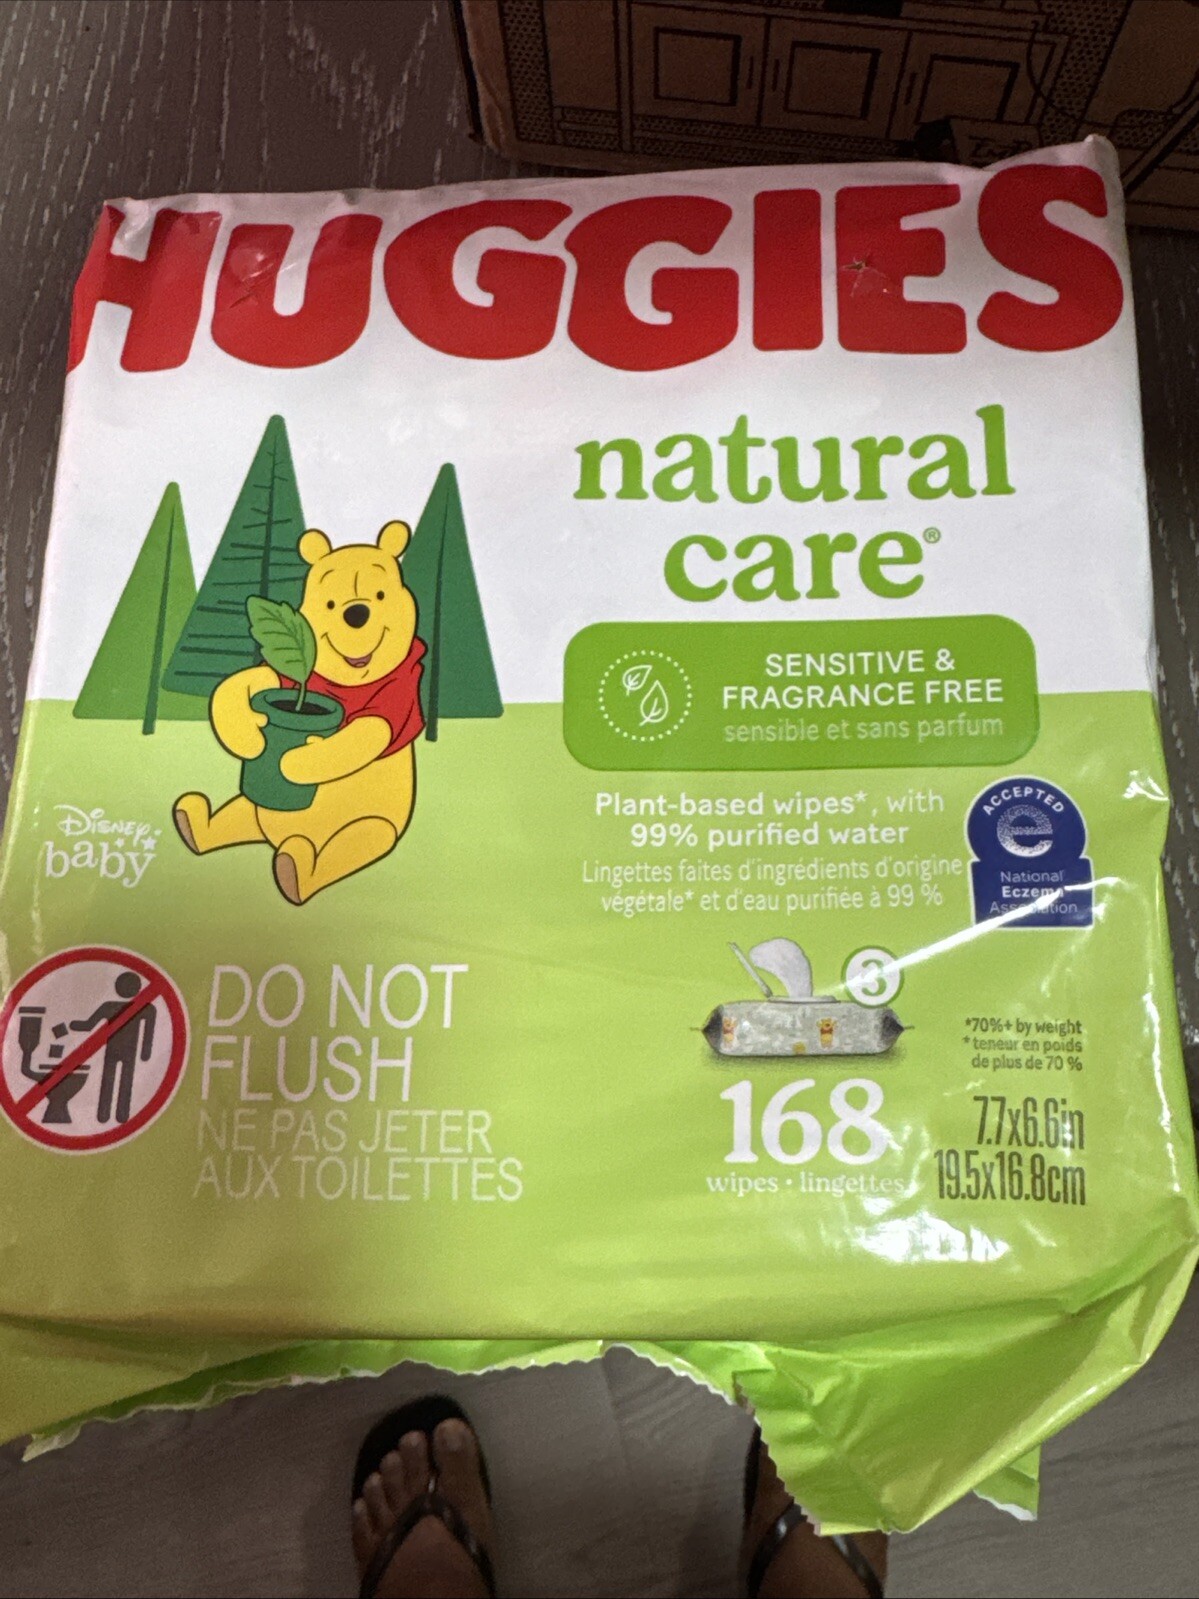 HUGGIES
natural
care®
SENSITIVE &
FRAGRANCE FREE
sensible et sans parfum
Plant-based wipes*, with
99% purified water
Lingettes faites d'ingrédients d'origine
végétale* et d'eau purifiée à 99 %
ACCEPTED
National
Eczema
Association
Disney
baby
DO NOT
FLUSH
NE PAS JETER
AUX TOILETTES
3
168
wipes • lingettes
*70%+ by weight
*teneur en poids
de plus de 70 %
7.7x6.6in
19.5x16.8cm